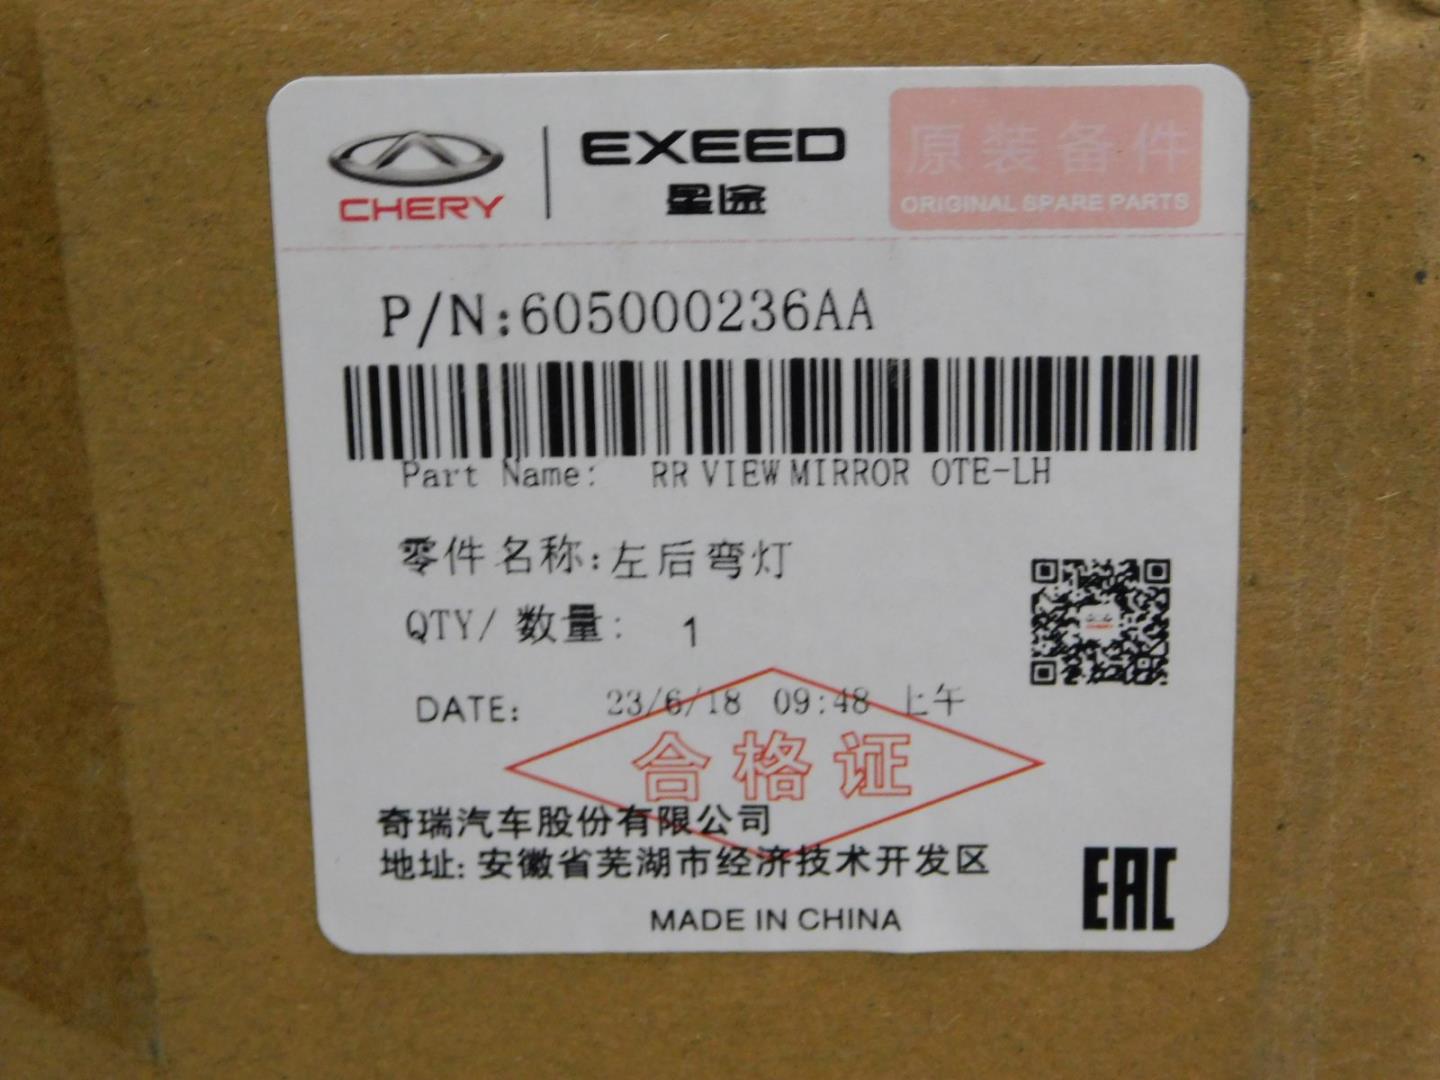 CHERY
EXEED
星途
原装备件
ORIGINAL SPARE PARTS
P/N:605000236AA
Part Name: RR VIEW MIRROR OTE-LH
零件名称:左后弯灯
QTY/数量: 1
DATE: 23/6/18 09:48 上午
合格证
奇瑞汽车股份有限公司
地址:安徽省芜湖市经济技术开发区
MADE IN CHINA
EAC